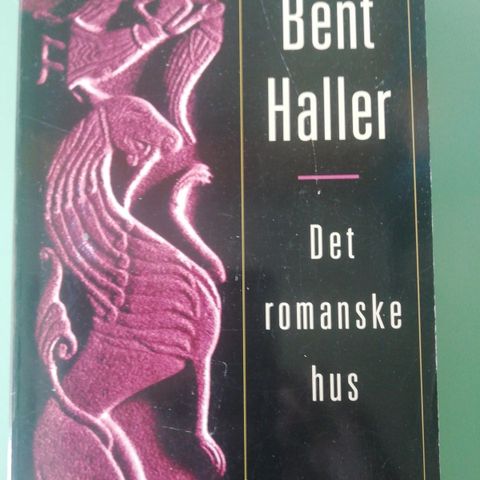 Bent
Haller
Det
romanske
hus